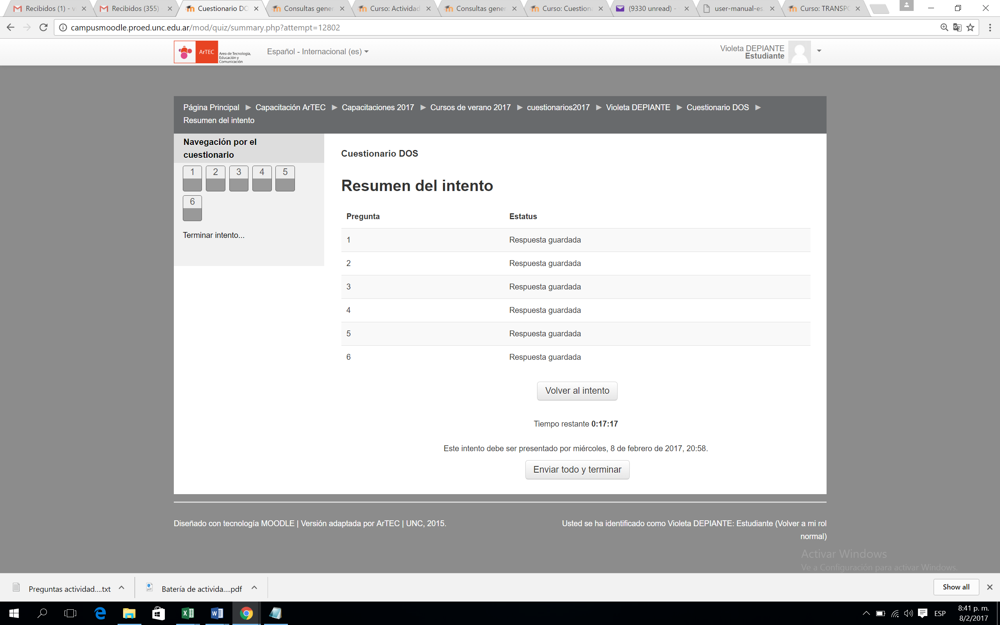 Recibidos (1) - v
Recibidos (355)
Cuestionario DO
Consultas gener
Curso: Actividad
Consultas gener
Curso: Cuestiona
(9330 unread) -
user-manual-es
Curso: TRANSPO
campusmoodle.proed.unc.edu.ar/mod/quiz/summary.php?attempt=12802
ArTEC
Area de Tecnología,
Educación y
Comunicación
Español - Internacional (es)
Violeta DEPIANTE
Estudiante
Página Principal ► Capacitación ArTEC ► Capacitaciones 2017 ► Cursos de verano 2017 ► cuestionarios2017 ► Violeta DEPIANTE ► Cuestionario DOS ►
Resumen del intento
Navegación por el
cuestionario
1 2 3 4 5
6
Terminar intento...
Cuestionario DOS
Resumen del intento
Pregunta Estatus
1 Respuesta guardada
2 Respuesta guardada
3 Respuesta guardada
4 Respuesta guardada
5 Respuesta guardada
6 Respuesta guardada
Volver al intento
Tiempo restante 0:17:17
Este intento debe ser presentado por miércoles, 8 de febrero de 2017, 20:58.
Enviar todo y terminar
Diseñado con tecnología MOODLE | Versión adaptada por ArTEC | UNC, 2015.
Usted se ha identificado como Violeta DEPIANTE: Estudiante (Volver a mi rol
normal)
Activar Windows
Ve a Configuración para activar Windows.
Preguntas actividad....txt
Batería de activida....pdf
Show all
ESP
8:41 p. m.
8/2/2017